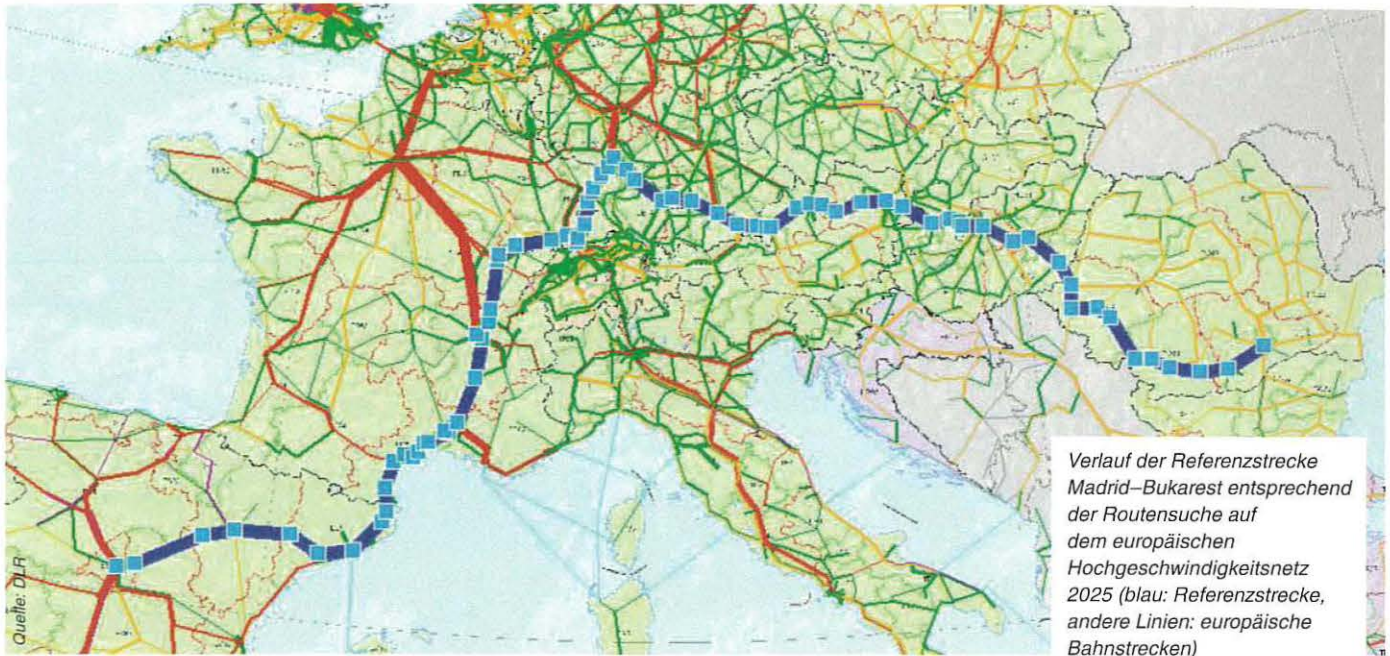 Quelle: DLR
Verlauf der Referenzstrecke
Madrid–Bukarest entsprechend
der Routensuche auf
dem europäischen
Hochgeschwindigkeitsnetz
2025 (blau: Referenzstrecke,
andere Linien: europäische
Bahnstrecken)